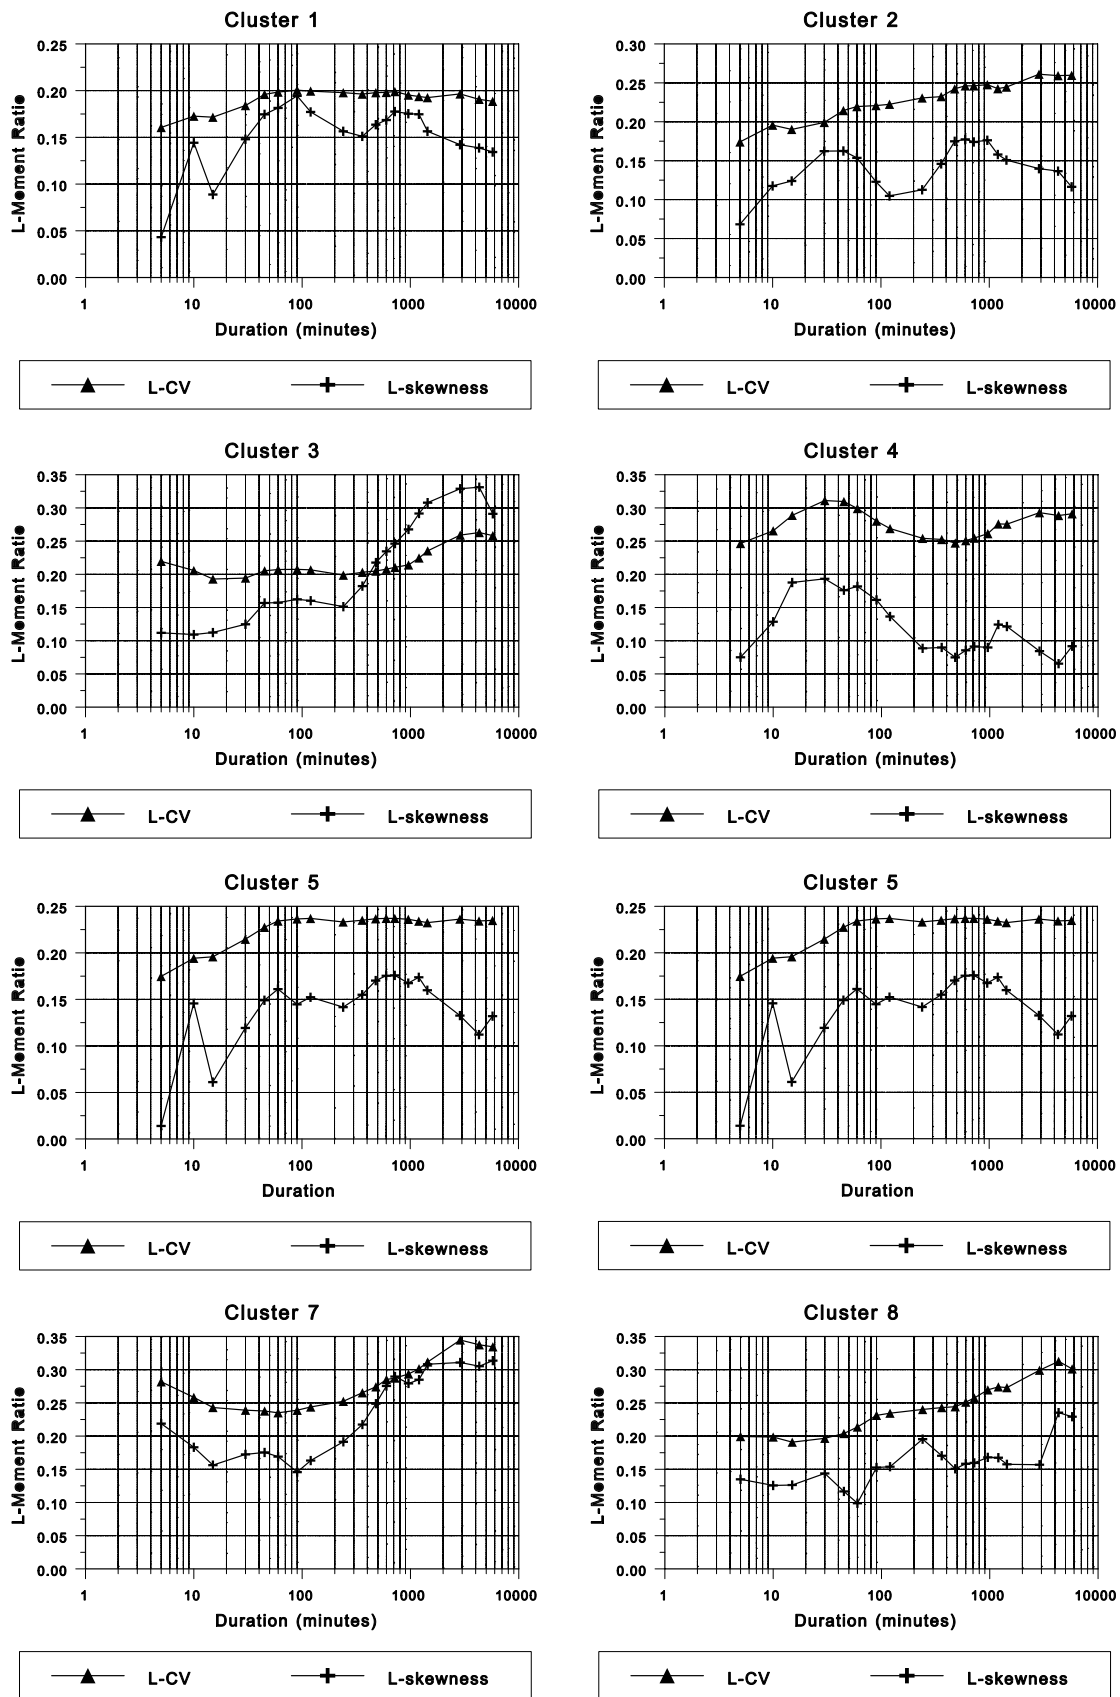 Cluster 1
0.25
0.20
0.15
0.10
0.05
0.00
L-Moment Ratio
1 10 100 1000 10000
Duration (minutes)
L-CV L-skewness
Cluster 2
0.30
0.25
0.20
0.15
0.10
0.05
0.00
L-Moment Ratio
1 10 100 1000 10000
Duration (minutes)
L-CV L-skewness
Cluster 3
0.35
0.30
0.25
0.20
0.15
0.10
0.05
0.00
L-Moment Ratio
1 10 100 1000 10000
Duration (minutes)
L-CV L-skewness
Cluster 4
0.35
0.30
0.25
0.20
0.15
0.10
0.05
0.00
L-Moment Ratio
1 10 100 1000 10000
Duration (minutes)
L-CV L-skewness
Cluster 5
0.25
0.20
0.15
0.10
0.05
0.00
L-Moment Ratio
1 10 100 1000 10000
Duration
L-CV L-skewness
Cluster 5
0.25
0.20
0.15
0.10
0.05
0.00
L-Moment Ratio
1 10 100 1000 10000
Duration
L-CV L-skewness
Cluster 7
0.35
0.30
0.25
0.20
0.15
0.10
0.05
0.00
L-Moment Ratio
1 10 100 1000 10000
Duration (minutes)
L-CV L-skewness
Cluster 8
0.35
0.30
0.25
0.20
0.15
0.10
0.05
0.00
L-Moment Ratio
1 10 100 1000 10000
Duration (minutes)
L-CV L-skewness